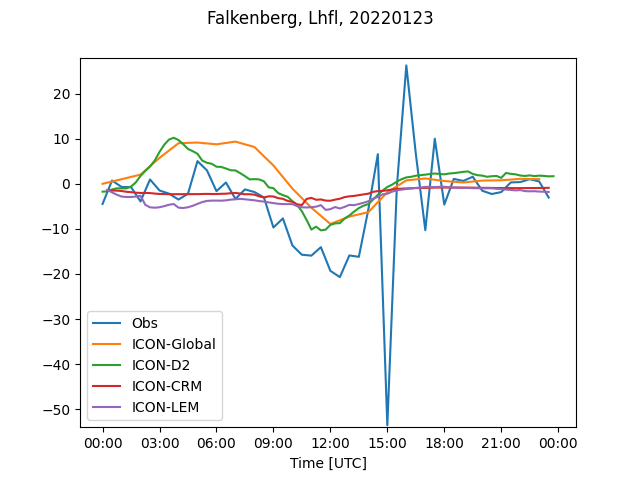 Falkenberg, Lhfl, 20220123
20
10
0
−10
−20
−30
−40
−50
Obs
ICON-Global
ICON-D2
ICON-CRM
ICON-LEM
00:00 03:00 06:00 09:00 12:00 15:00 18:00 21:00 00:00
Time [UTC]